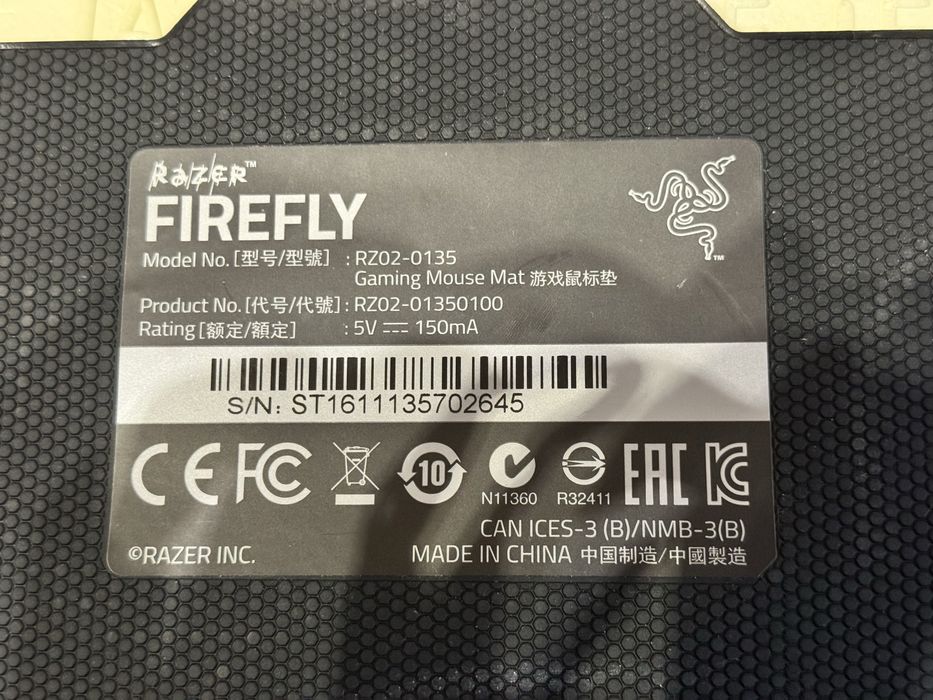 RAZER™
FIREFLY
Model No. [型号/型號] : RZ02-0135
Gaming Mouse Mat 游戏鼠标垫
Product No. [代号/代號] : RZ02-01350100
Rating [额定/額定] : 5V ⎓ 150mA
S/N: ST1611135702645
CE FC 10 EAC KC
N11360 R32411
CAN ICES-3 (B)/NMB-3(B)
©RAZER INC. MADE IN CHINA 中国制造/中國製造
TM